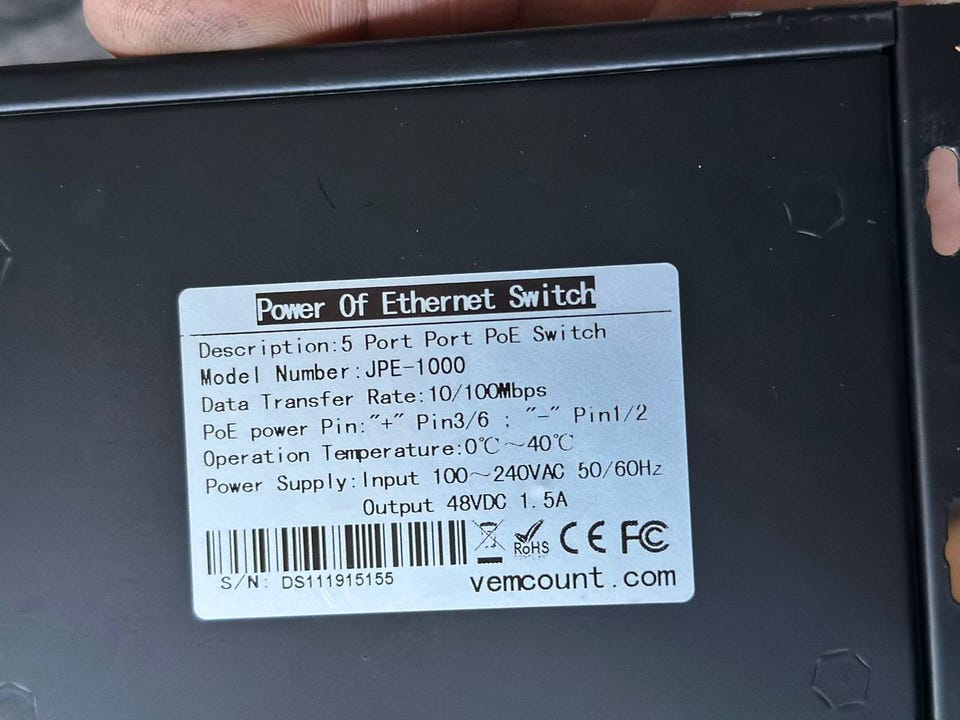 Power Of Ethernet Switch
Description:5 Port Port PoE Switch
Model Number:JPE-1000
Data Transfer Rate:10/100Mbps
PoE power Pin:"+" Pin3/6 ; "-" Pin1/2
Operation Temperature:0℃~40℃
Power Supply:Input 100~240VAC 50/60Hz
Output 48VDC 1.5A
RoHS CE FC
S/N: DS111915155
vemcount.com